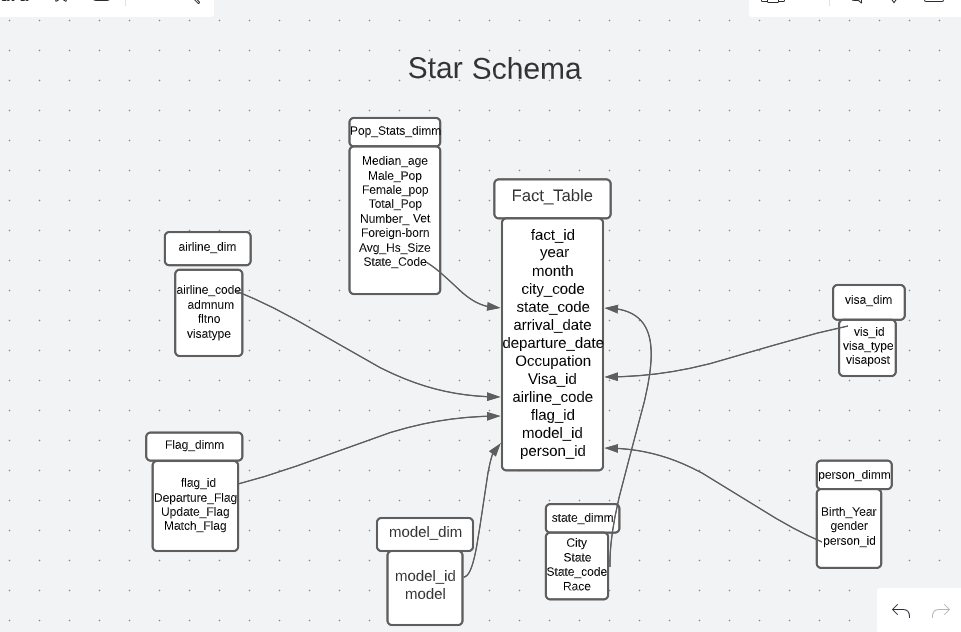 Star Schema
Pop_Stats_dimm
Median_age
Male_Pop
Female_pop
Total_Pop
Number_ Vet
Foreign-born
Avg_Hs_Size
State_Code
Fact_Table
fact_id
year
month
city_code
state_code
arrival_date
departure_date
Occupation
Visa_id
airline_code
flag_id
model_id
person_id
airline_dim
airline_code
admnum
fltno
visatype
visa_dim
vis_id
visa_type
visapost
Flag_dimm
flag_id
Departure_Flag
Update_Flag
Match_Flag
model_dim
model_id
model
state_dimm
City
State
State_code
Race
person_dimm
Birth_Year
gender
person_id